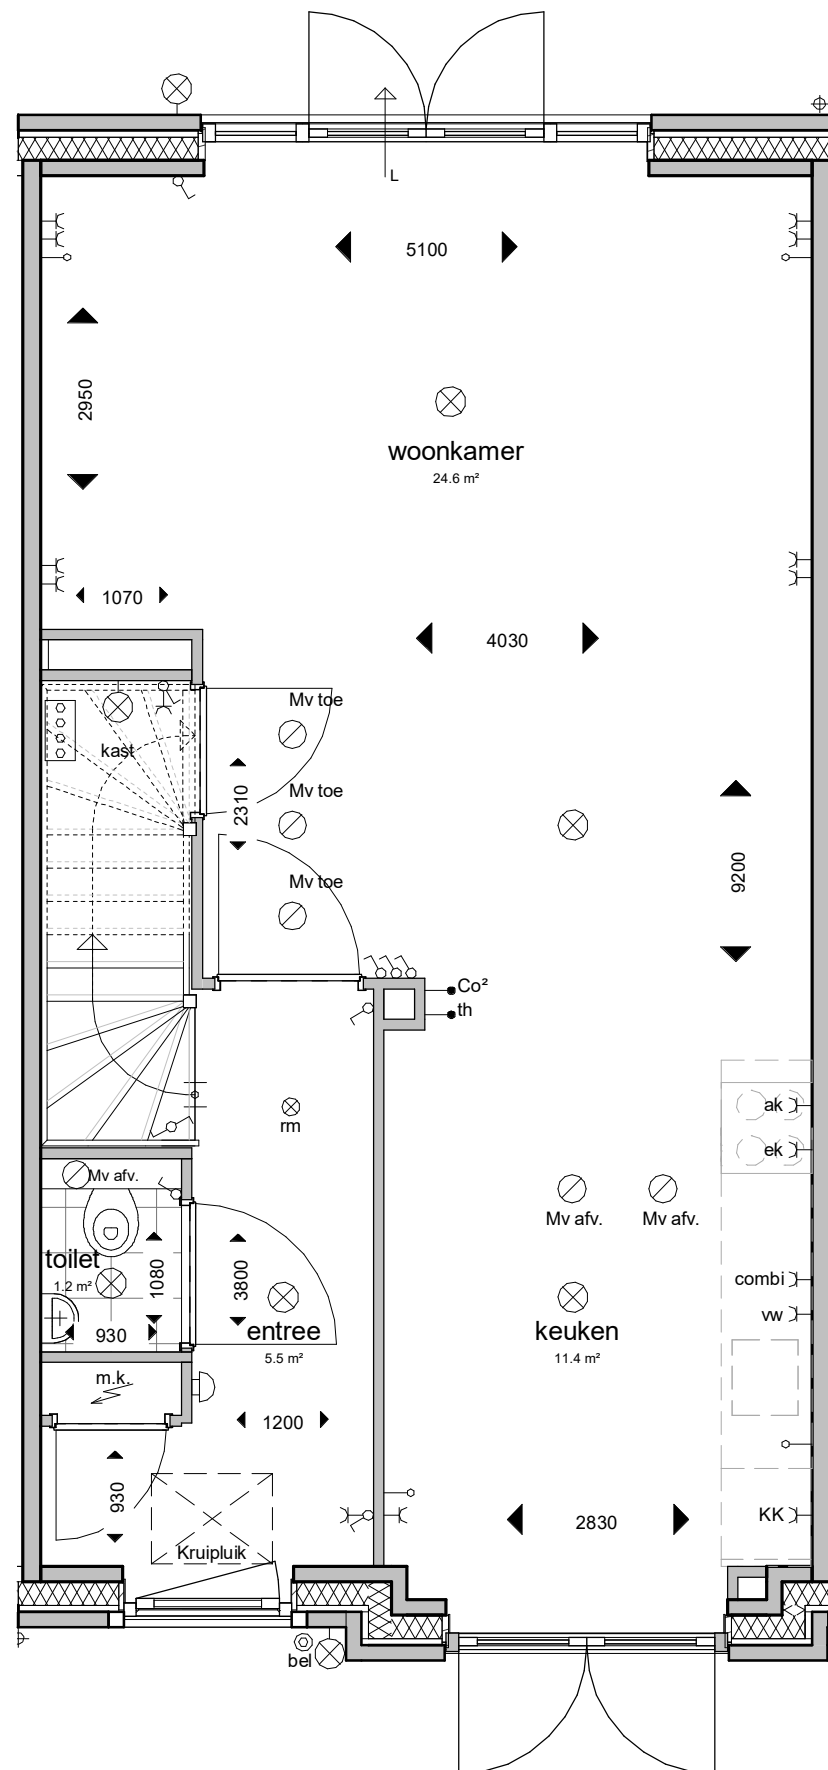 L
5100
2950
woonkamer
24.6 m²
1070
4030
Mv toe
kast
Mv toe
2310
9200
Mv toe
Co²
th
ak
rm
ek
Mv afv.
Mv afv.
Mv afv.
toilet
1.2 m²
1080
3800
combi
vw
930
entree
5.5 m²
keuken
11.4 m²
m.k.
1200
930
KK
2830
Kruipluik
bel